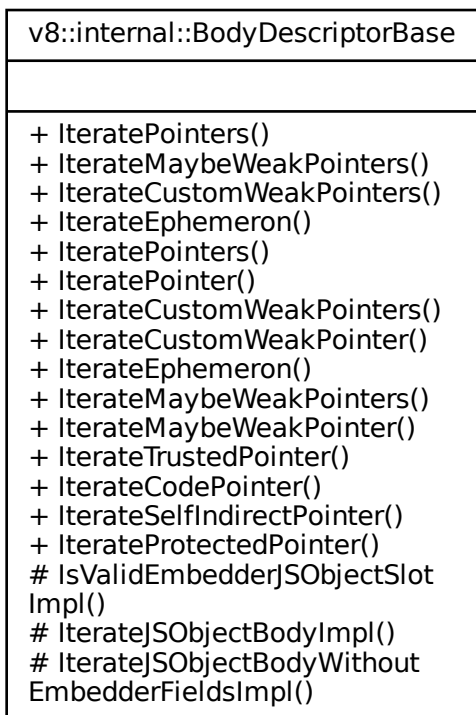 v8::internal::BodyDescriptorBase
+ IteratePointers()
+ IterateMaybeWeakPointers()
+ IterateCustomWeakPointers()
+ IterateEphemeron()
+ IteratePointers()
+ IteratePointer()
+ IterateCustomWeakPointers()
+ IterateCustomWeakPointer()
+ IterateEphemeron()
+ IterateMaybeWeakPointers()
+ IterateMaybeWeakPointer()
+ IterateTrustedPointer()
+ IterateCodePointer()
+ IterateSelfIndirectPointer()
+ IterateProtectedPointer()
# IsValidEmbedderJSObjectSlot
Impl()
# IterateJSObjectBodyImpl()
# IterateJSObjectBodyWithout
EmbedderFieldsImpl()